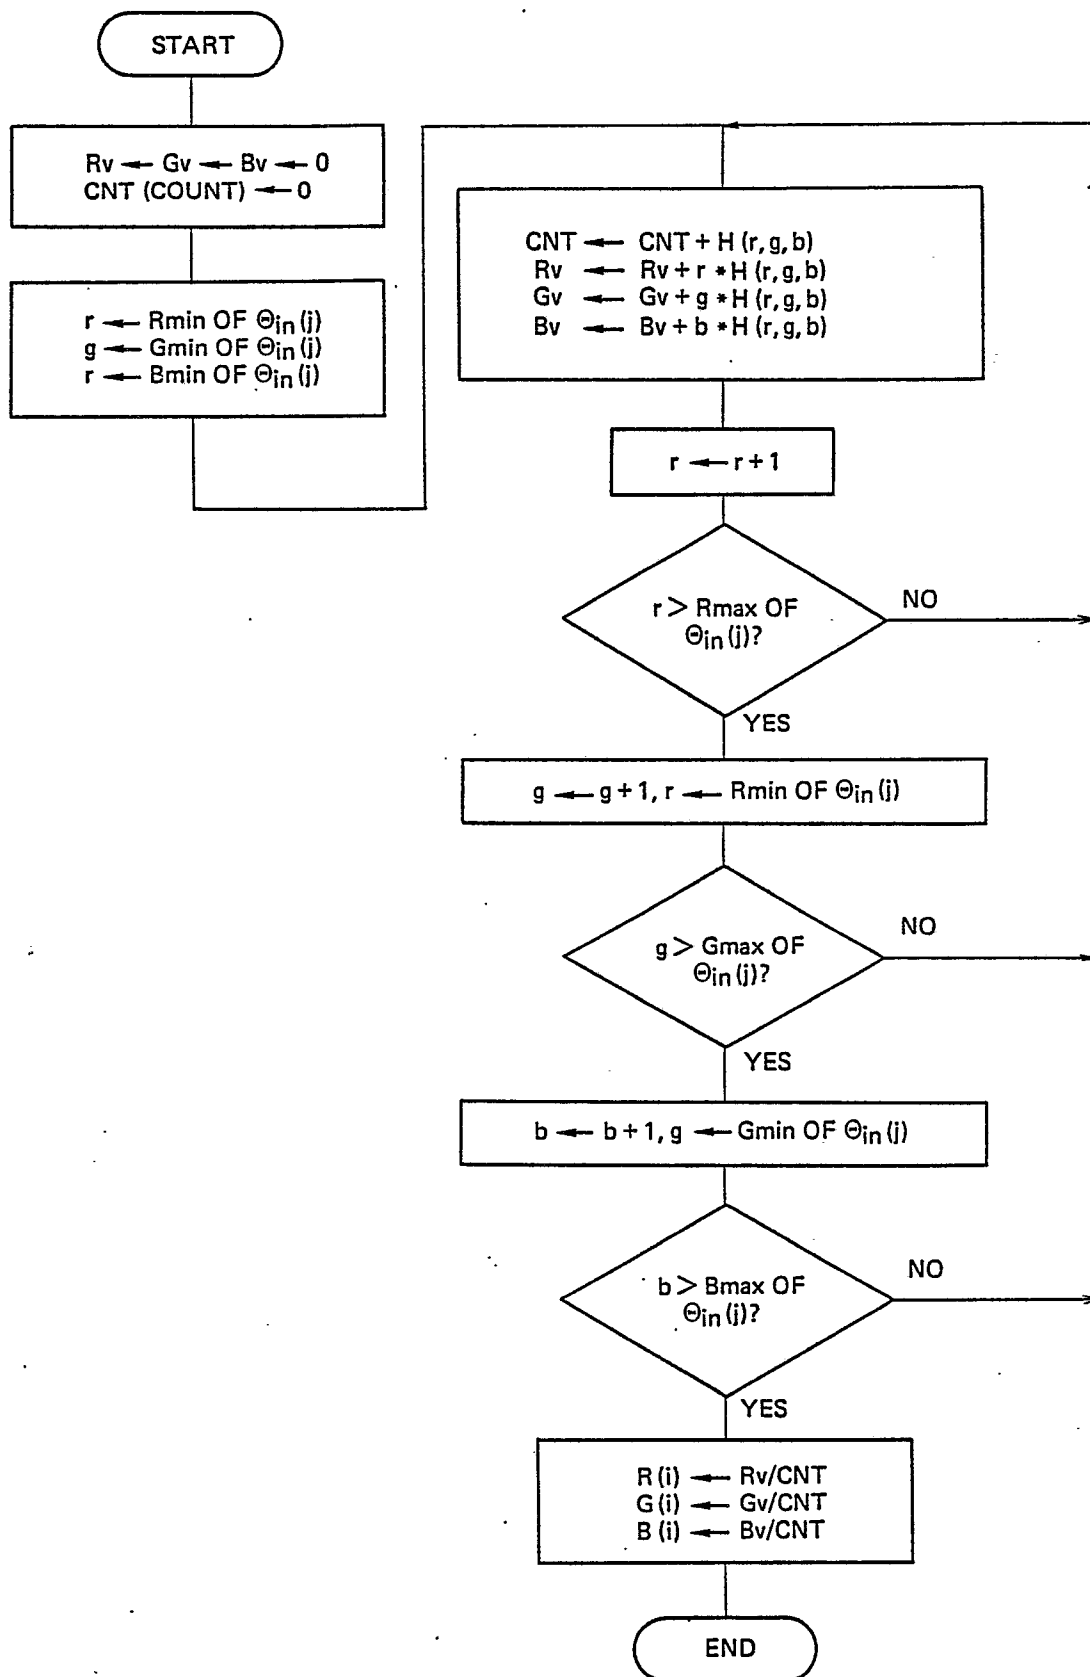 START
Rv ← Gv ← Bv ← 0
CNT (COUNT) ← 0
r ← Rmin OF Θin(j)
g ← Gmin OF Θin(j)
r ← Bmin OF Θin(j)
CNT ← CNT + H (r, g, b)
Rv ← Rv + r * H (r, g, b)
Gv ← Gv + g * H (r, g, b)
Bv ← Bv + b * H (r, g, b)
r ← r + 1
r > Rmax OF
Θin(j)?
NO
YES
g ← g + 1, r ← Rmin OF Θin(j)
g > Gmax OF
Θin(j)?
NO
YES
b ← b + 1, g ← Gmin OF Θin(j)
b > Bmax OF
Θin(j)?
NO
YES
R (i) ← Rv/CNT
G (i) ← Gv/CNT
B (i) ← Bv/CNT
END